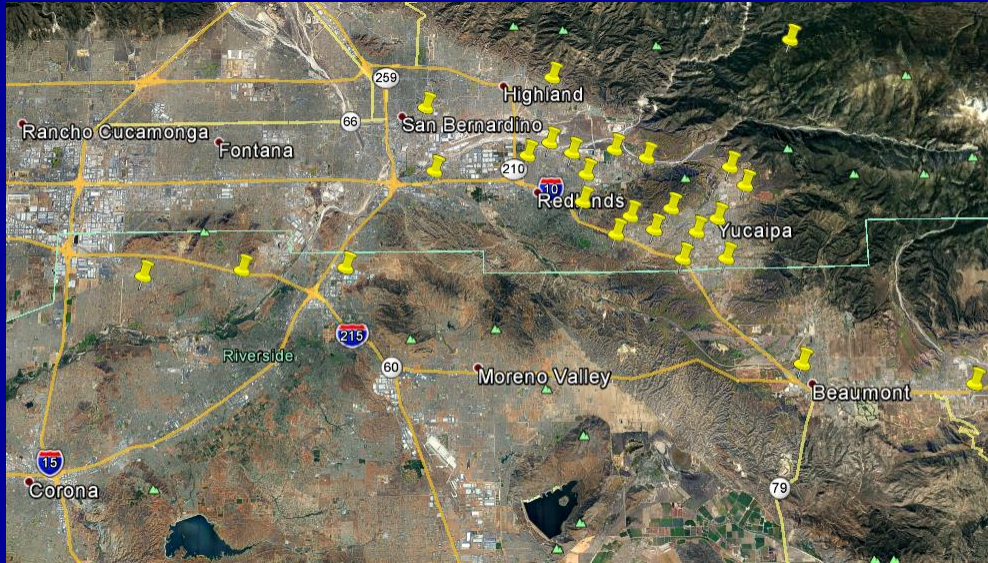 259
Highland
Rancho Cucamonga
66
San Bernardino
Fontana
210
10
Redlands
Yucaipa
215
Riverside
60
Moreno Valley
Beaumont
15
Corona
79